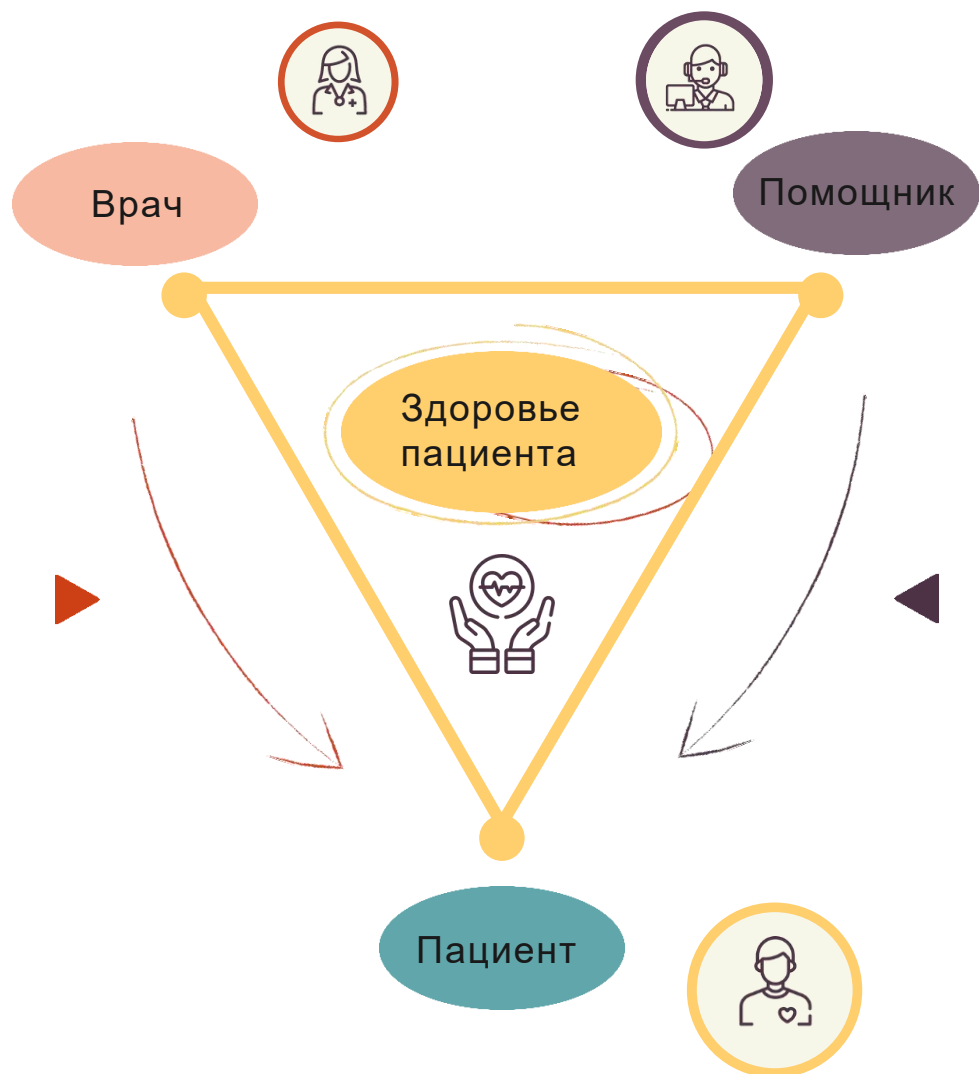 Врач
Помощник
Здоровье
пациента
Пациент